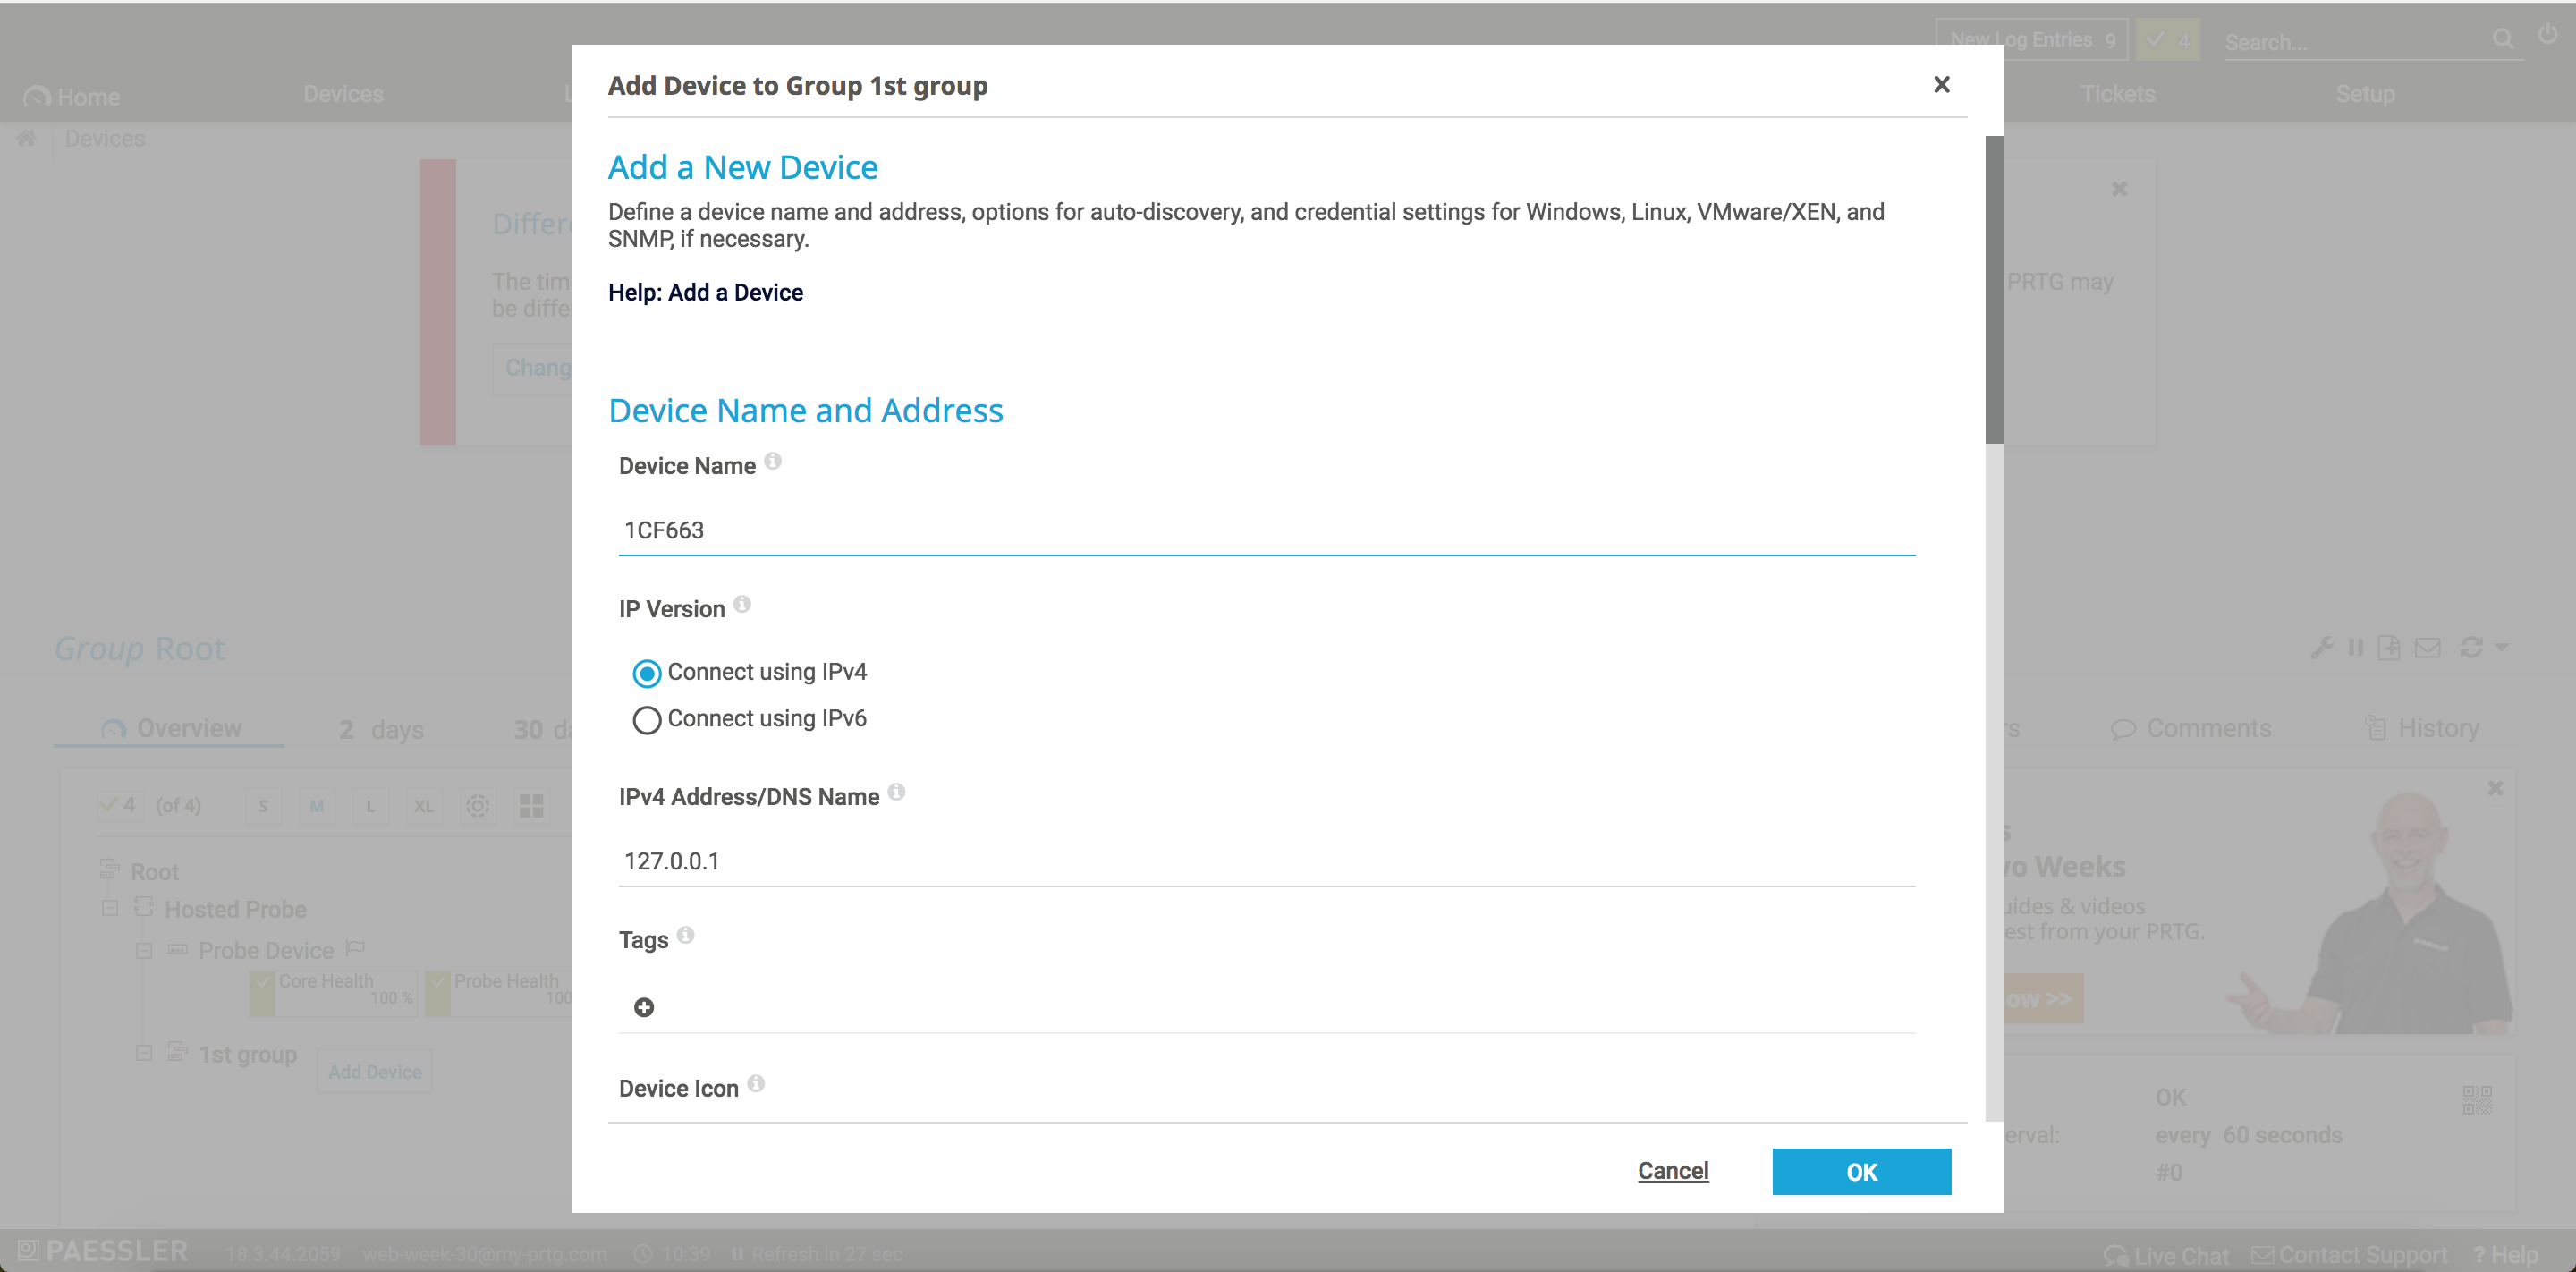 New Log Entries 9
4
Search...
Home
Devices
Tickets
Setup
Devices
Add Device to Group 1st group
Add a New Device
Define a device name and address, options for auto-discovery, and credential settings for Windows, Linux, VMware/XEN, and
SNMP, if necessary.
Help: Add a Device
Differ
The tim
be diffe
Chang
PRTG may
Device Name and Address
Device Name
1CF663
IP Version
Connect using IPv4
Connect using IPv6
IPv4 Address/DNS Name
127.0.0.1
Tags
Device Icon
Cancel
OK
Group Root
Overview
2 days
30 da
rs
Comments
History
4 (of 4)
S
M
L
XL
Root
Hosted Probe
Probe Device
Core Health
100 %
Probe Health
100
1st group
Add Device
s
wo Weeks
uides & videos
est from your PRTG.
ow >>
OK
erval:
every 60 seconds
#0
PAESSLER
18.3.44.2059
web-week-30@my-prtg.com
10:39
Refresh in 27 sec
Live Chat
Contact Support
? Help